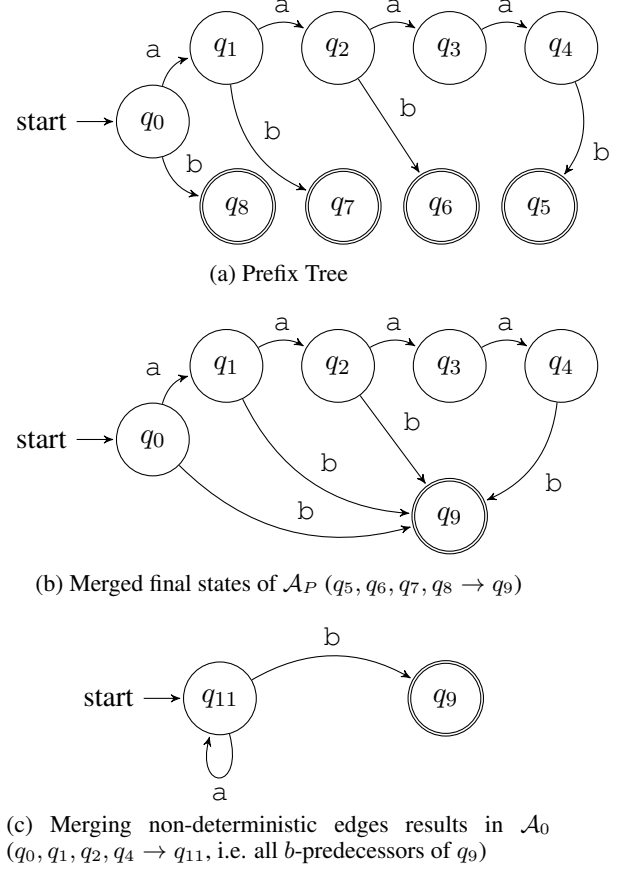 a a a
q1 q2 q3 q4
a
start q0
b b b b
q8 q7 q6 q5
(a) Prefix Tree
a a a
q1 q2 q3 q4
a
start q0
b b b b
q9
(b) Merged final states of 𝒜P (q5, q6, q7, q8 → q9)
b
start q11 q9
a
(c) Merging non-deterministic edges results in 𝒜0
(q0, q1, q2, q4 → q11, i.e. all b-predecessors of q9)